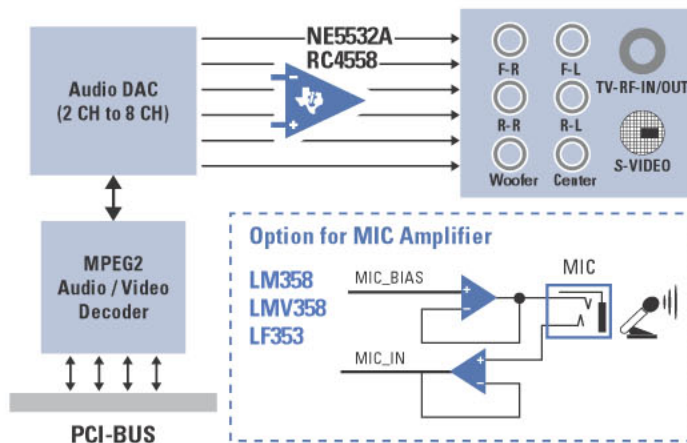 NE5532A
RC4558
Audio DAC
(2 CH to 8 CH)
F-R
F-L
TV-RF-IN/OUT
R-R
R-L
S-VIDEO
Woofer
Center
MPEG2
Audio / Video
Decoder
PCI-BUS
Option for MIC Amplifier
LM358
LMV358
LF353
MIC_BIAS
MIC
MIC_IN
+
−
+
−
−
+